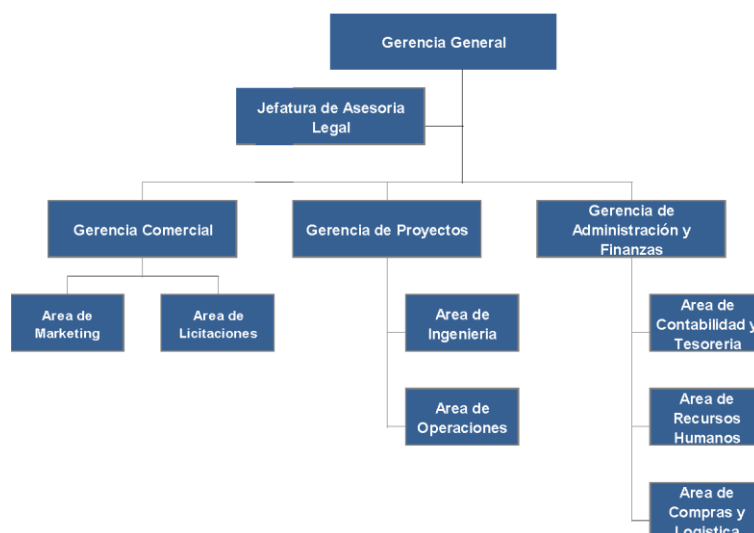 Gerencia General
Jefatura de Asesoria
Legal
Gerencia Comercial
Gerencia de Proyectos
Gerencia de
Administración y
Finanzas
Area de
Marketing
Area de
Licitaciones
Area de
Ingenieria
Area de
Contabilidad y
Tesoreria
Area de
Operaciones
Area de
Recursos
Humanos
Area de
Compras y
Logistica